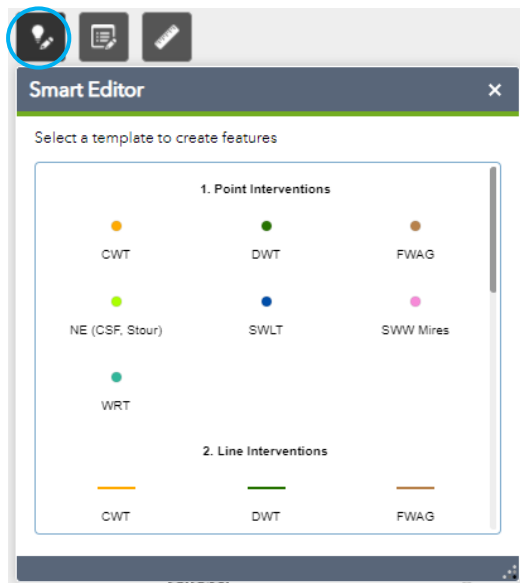 Smart Editor ×
Select a template to create features
1. Point Interventions
CWT DWT FWAG
NE (CSF, Stour) SWLT SWW Mires
WRT
2. Line Interventions
CWT DWT FWAG